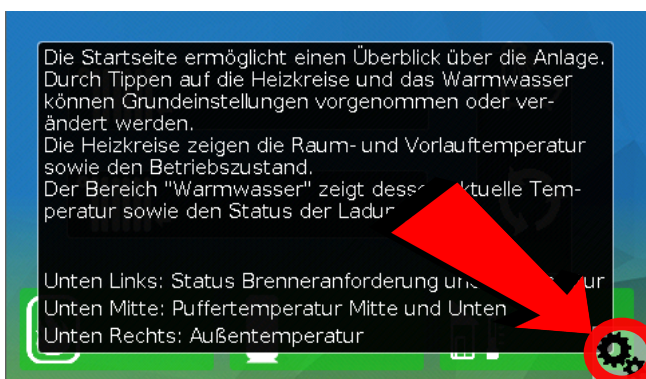 Die Startseite ermöglicht einen Überblick über die Anlage.
Durch Tippen auf die Heizkreise und das Warmwasser
können Grundeinstellungen vorgenommen oder ver-
ändert werden.
Die Heizkreise zeigen die Raum- und Vorlauftemperatur
sowie den Betriebszustand.
Der Bereich "Warmwasser" zeigt Tem-
peratur sowie den Status der
Unten Links: Status Brenneranforderung
Unten Mitte: Puffertemperatur Mitte und Unten
Unten Rechts: Außentemperatur